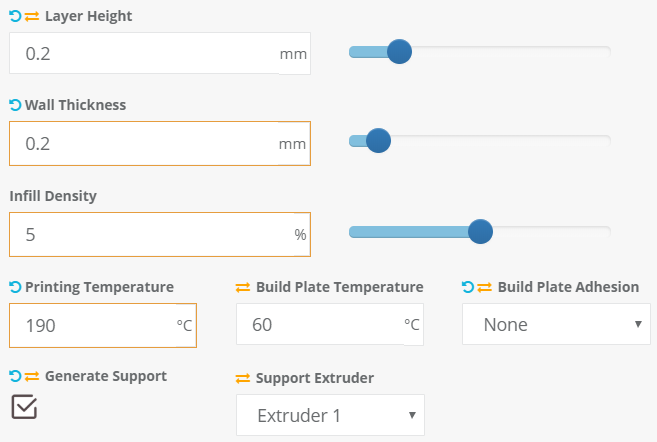 Layer Height
0.2 mm
Wall Thickness
0.2 mm
Infill Density
5 %
Printing Temperature Build Plate Temperature Build Plate Adhesion
190 °C 60 °C None
Generate Support Support Extruder
Extruder 1